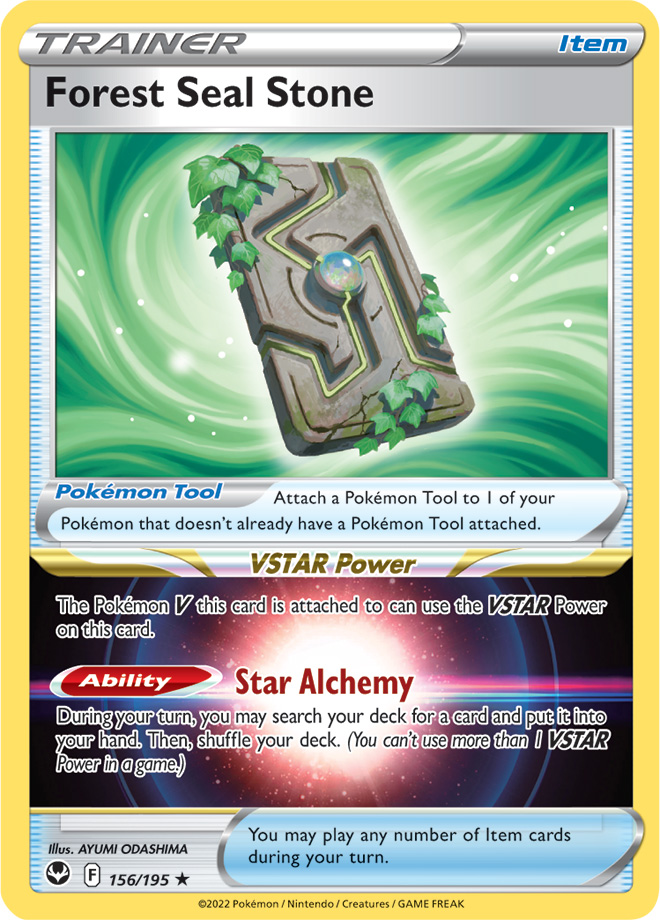 TRAINER
Item
Forest Seal Stone
Pokémon Tool
Attach a Pokémon Tool to 1 of your
Pokémon that doesn't already have a Pokémon Tool attached.
VSTAR Power
The Pokémon V this card is attached to can use the VSTAR Power
on this card.
Ability
Star Alchemy
During your turn, you may search your deck for a card and put it into
your hand. Then, shuffle your deck. (You can't use more than 1 VSTAR
Power in a game.)
You may play any number of Item cards
during your turn.
Illus. AYUMI ODASHIMA
F
156/195 ★
©2022 Pokémon / Nintendo / Creatures / GAME FREAK